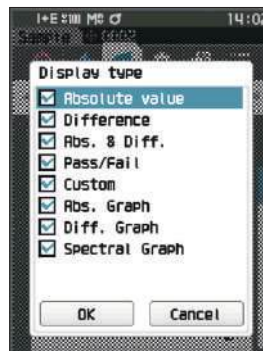 I+E M 14:02
Display type
Absolute value
Difference
Abs. & Diff.
Pass/Fail
Custom
Abs. Graph
Diff. Graph
Spectral Graph
OK Cancel